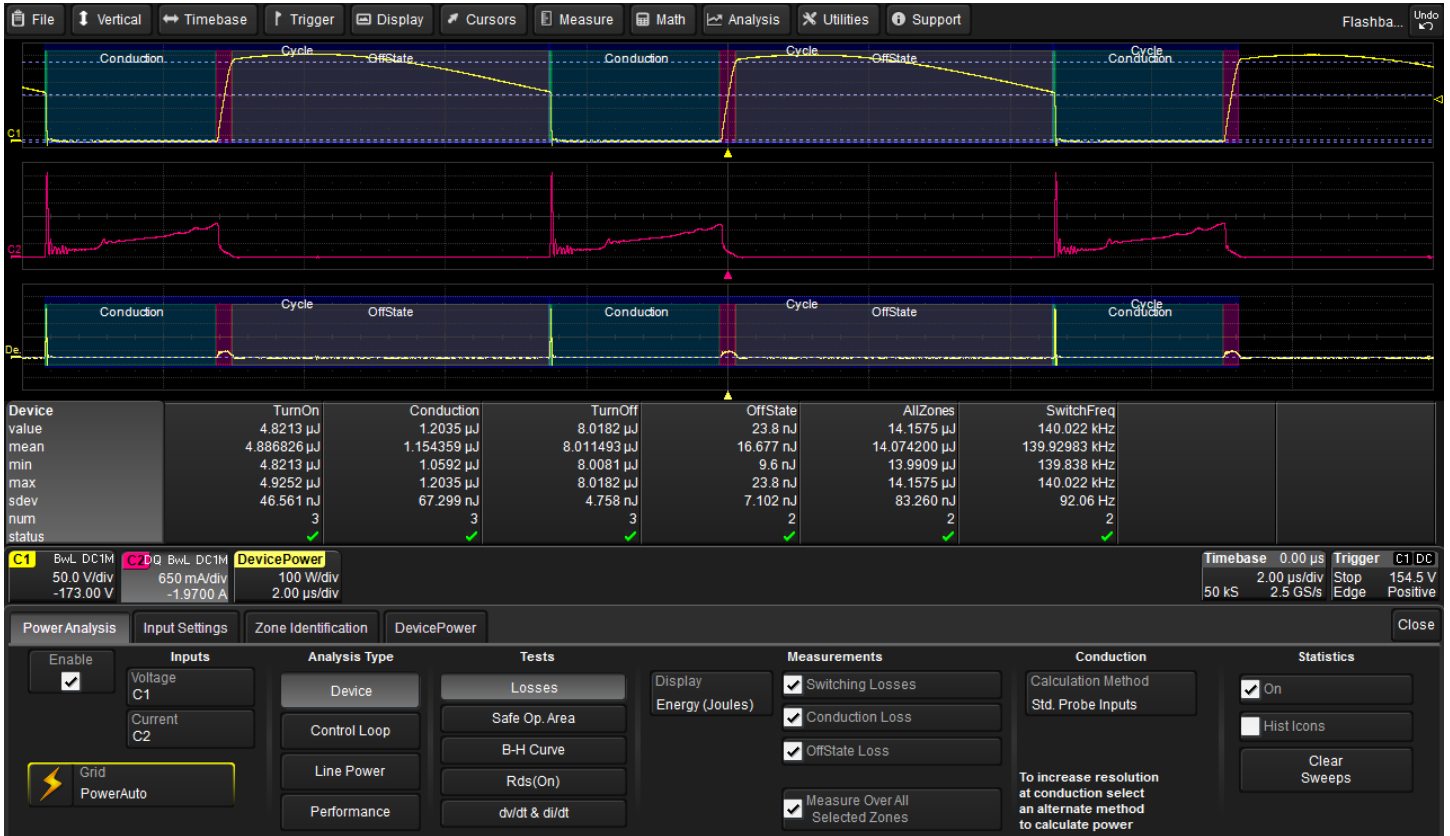 File Vertical Timebase Trigger Display Cursors Measure Math Analysis Utilities Support Flashba... Undo
Cycle Cycle Cycle
Conduction OffState Conduction OffState Conduction
C1
C2
Cycle Cycle Cycle
Conduction OffState Conduction OffState Conduction
De.
Device TurnOn Conduction TurnOff OffState AllZones SwitchFreq
value 4.8213 µJ 1.2035 µJ 8.0182 µJ 23.8 nJ 14.1575 µJ 140.022 kHz
mean 4.886826 µJ 1.154359 µJ 8.011493 µJ 16.677 nJ 14.074200 µJ 139.92983 kHz
min 4.8213 µJ 1.0592 µJ 8.0081 µJ 9.6 nJ 13.9909 µJ 139.838 kHz
max 4.9252 µJ 1.2035 µJ 8.0182 µJ 23.8 nJ 14.1575 µJ 140.022 kHz
sdev 46.561 nJ 67.299 nJ 4.758 nJ 7.102 nJ 83.260 nJ 92.06 Hz
num 3 3 3 2 2 2
status
C1 BwL DC1M C2 DQ BwL DC1M DevicePower Timebase 0.00 µs Trigger C1 DC
50.0 V/div 650 mA/div 100 W/div 2.00 µs/div Stop 154.5 V
-173.00 V -1.9700 A 2.00 µs/div 50 kS 2.5 GS/s Edge Positive
Power Analysis Input Settings Zone Identification DevicePower Close
Enable Inputs Analysis Type Tests Measurements Conduction Statistics
Voltage
C1
Current
C2
Grid
PowerAuto
Device
Control Loop
Line Power
Performance
Losses
Safe Op. Area
B-H Curve
Rds(On)
dv/dt & di/dt
Display
Energy (Joules)
Switching Losses
Conduction Loss
OffState Loss
Measure Over All
Selected Zones
Calculation Method
Std. Probe Inputs
To increase resolution
at conduction select
an alternate method
to calculate power
On
Hist Icons
Clear
Sweeps